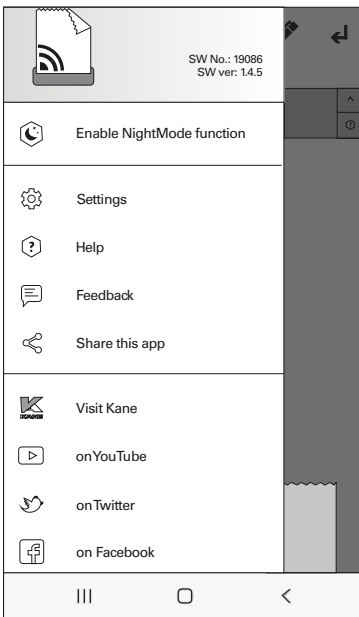 SW No.: 19086
SW ver: 1.4.5
Enable NightMode function
Settings
Help
Feedback
Share this app
KANE
Visit Kane
onYouTube
onTwitter
on Facebook